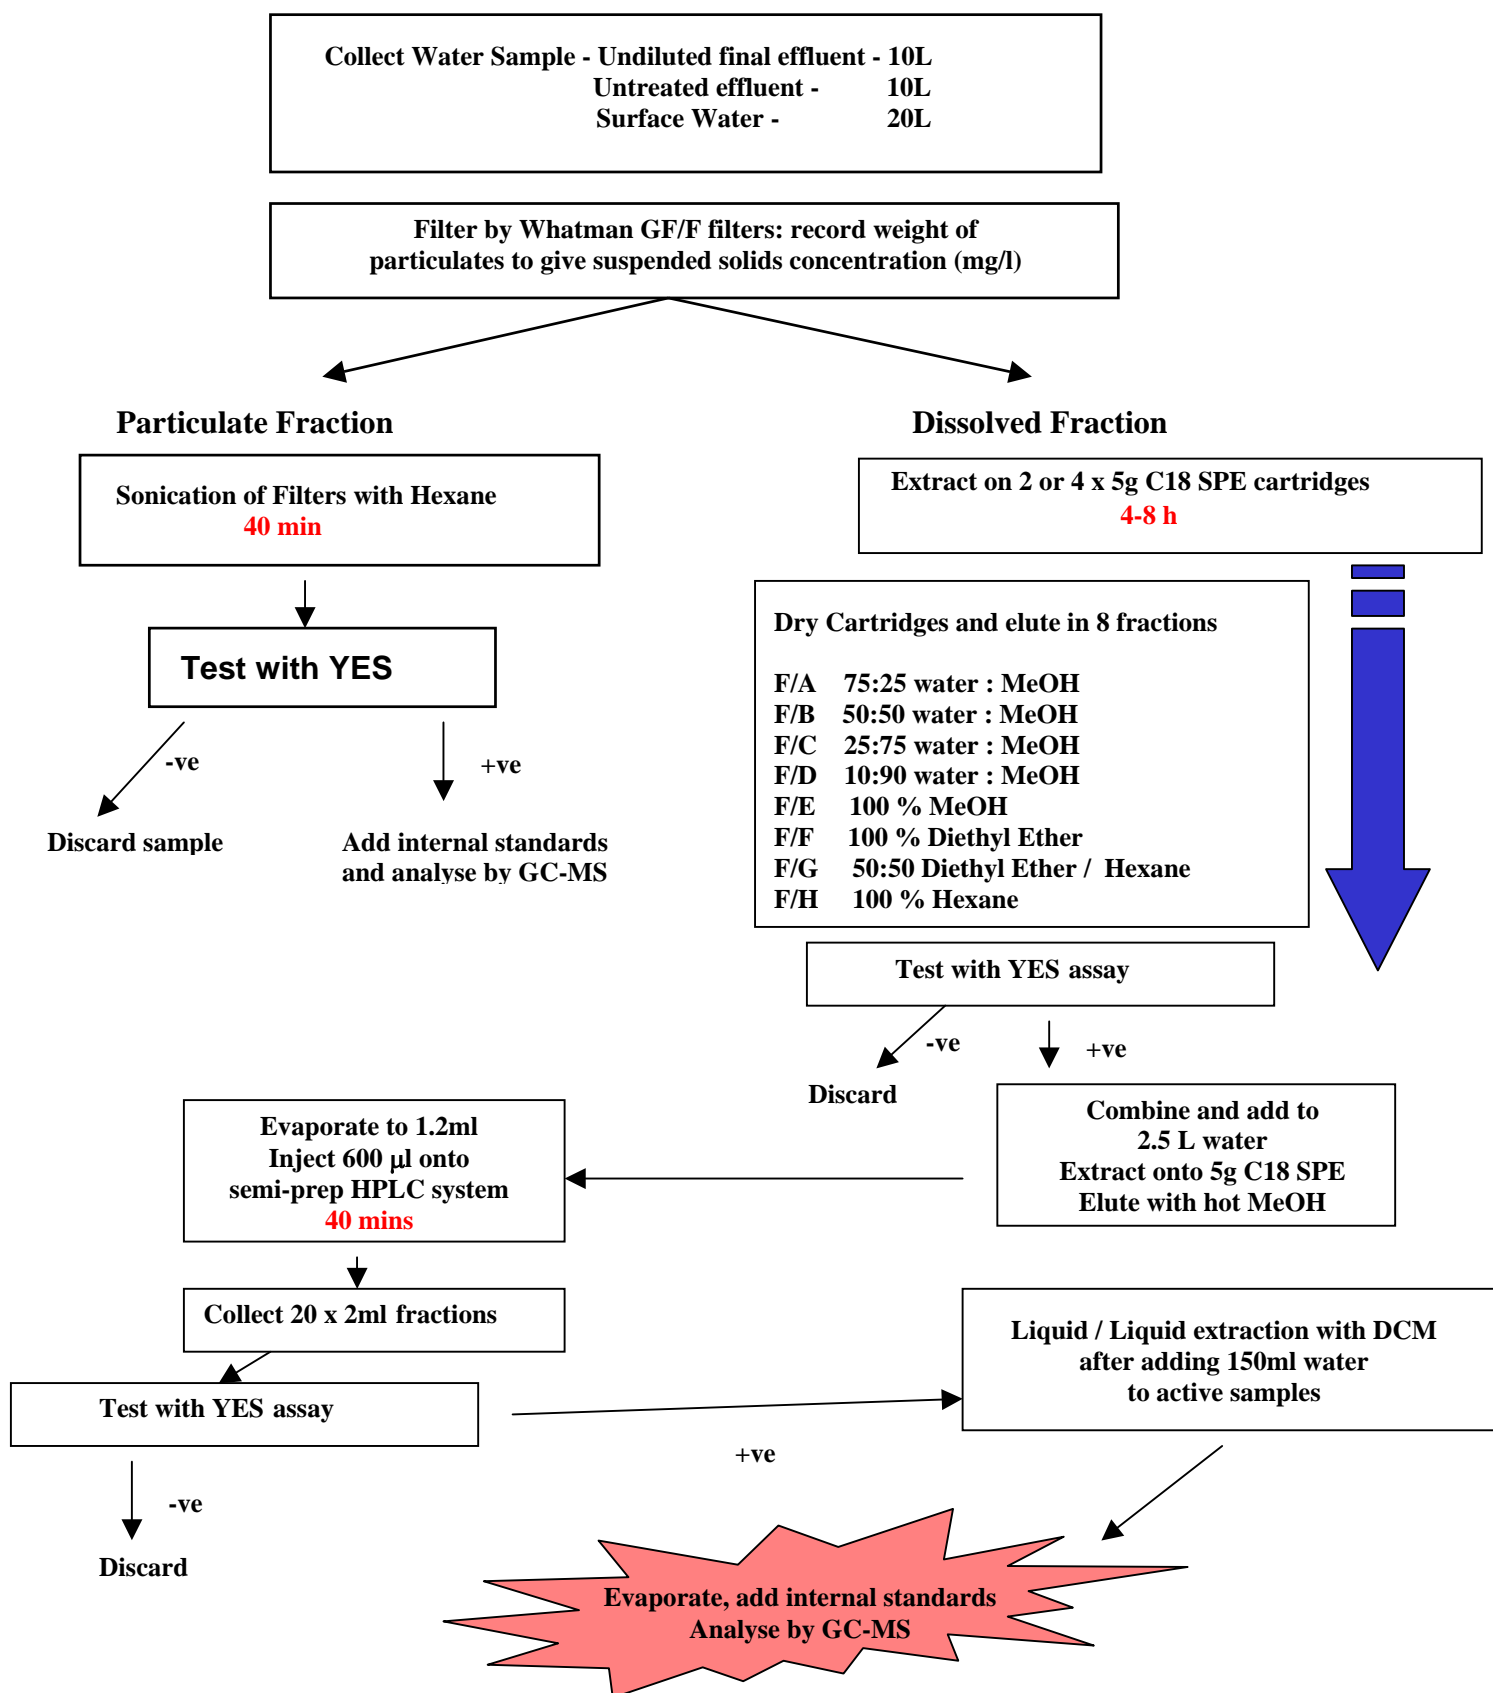 Collect Water Sample - Undiluted final effluent - 10L
Untreated effluent - 10L
Surface Water - 20L
Filter by Whatman GF/F filters: record weight of
particulates to give suspended solids concentration (mg/l)
Particulate Fraction
Sonication of Filters with Hexane
40 min
Test with YES
-ve
+ve
Discard sample
Add internal standards
and analyse by GC-MS
Dissolved Fraction
Extract on 2 or 4 x 5g C18 SPE cartridges
4-8 h
Dry Cartridges and elute in 8 fractions
F/A 75:25 water : MeOH
F/B 50:50 water : MeOH
F/C 25:75 water : MeOH
F/D 10:90 water : MeOH
F/E 100 % MeOH
F/F 100 % Diethyl Ether
F/G 50:50 Diethyl Ether / Hexane
F/H 100 % Hexane
Test with YES assay
-ve
+ve
Discard
Combine and add to
2.5 L water
Extract onto 5g C18 SPE
Elute with hot MeOH
Evaporate to 1.2ml
Inject 600 μl onto
semi-prep HPLC system
40 mins
Collect 20 x 2ml fractions
Test with YES assay
-ve
Discard
+ve
Liquid / Liquid extraction with DCM
after adding 150ml water
to active samples
Evaporate, add internal standards
Analyse by GC-MS